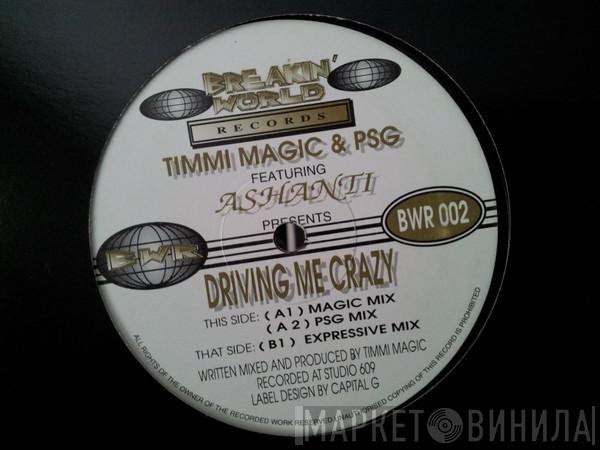 BREAKIN'
WORLD
RECORDS
TIMMI MAGIC & PSG
FEATURING
ASHANTI
PRESENTS
BWR 002
BWR
DRIVING ME CRAZY
THIS SIDE: (A1) MAGIC MIX
(A 2) PSG MIX
THAT SIDE: (B1) EXPRESSIVE MIX
WRITTEN MIXED AND PRODUCED BY TIMMI MAGIC
RECORDED AT STUDIO 609
LABEL DESIGN BY CAPITAL G
ALL RIGHTS OF THE OWNER OF THE RECORDED WORK RESERVED UNAUTHORISED COPYING OF THIS RECORD IS PROHIBITED
МАРКЕТ ВИНИЛА